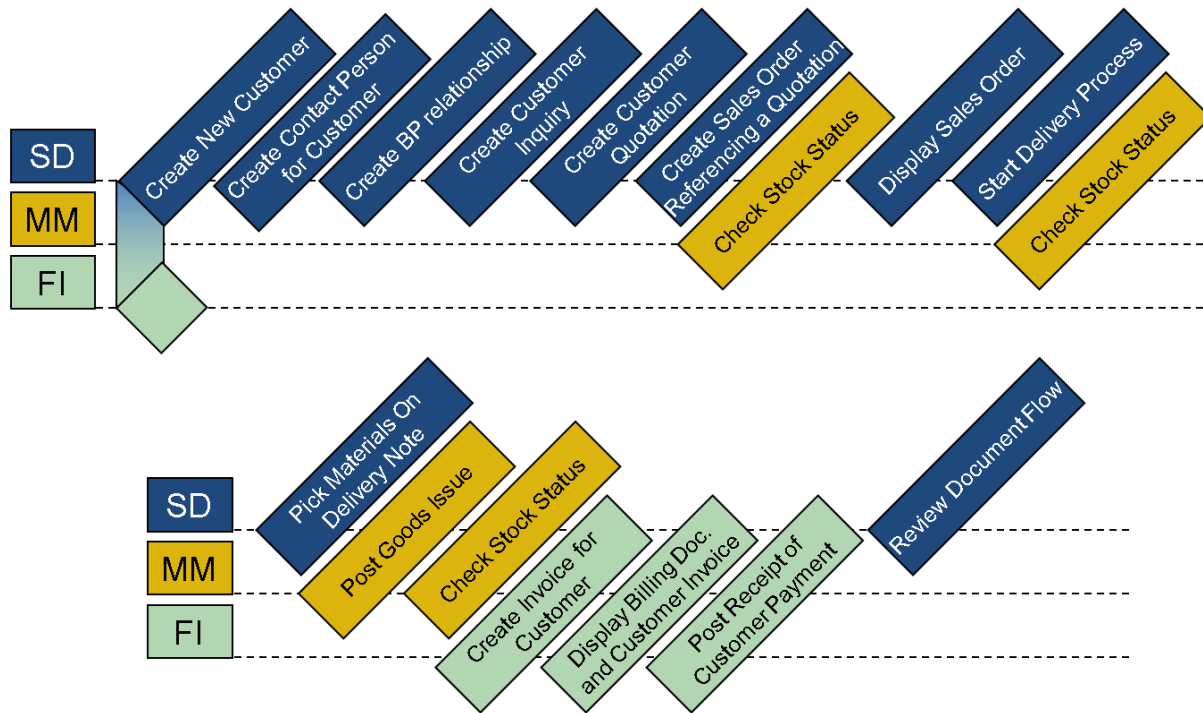 Create New Customer
Create Contact Person
for Customer
Create BP relationship
Create Customer
Inquiry
Create Customer
Quotation
Create Sales Order
Referencing a Quotation
Check Stock Status
Display Sales Order
Start Delivery Process
Check Stock Status
SD
MM
FI
Pick Materials On
Delivery Note
Post Goods Issue
Check Stock Status
Create Invoice for
Customer
Display Billing Doc.
and Customer Invoice
Post Receipt of
Customer Payment
Review Document Flow
SD
MM
FI